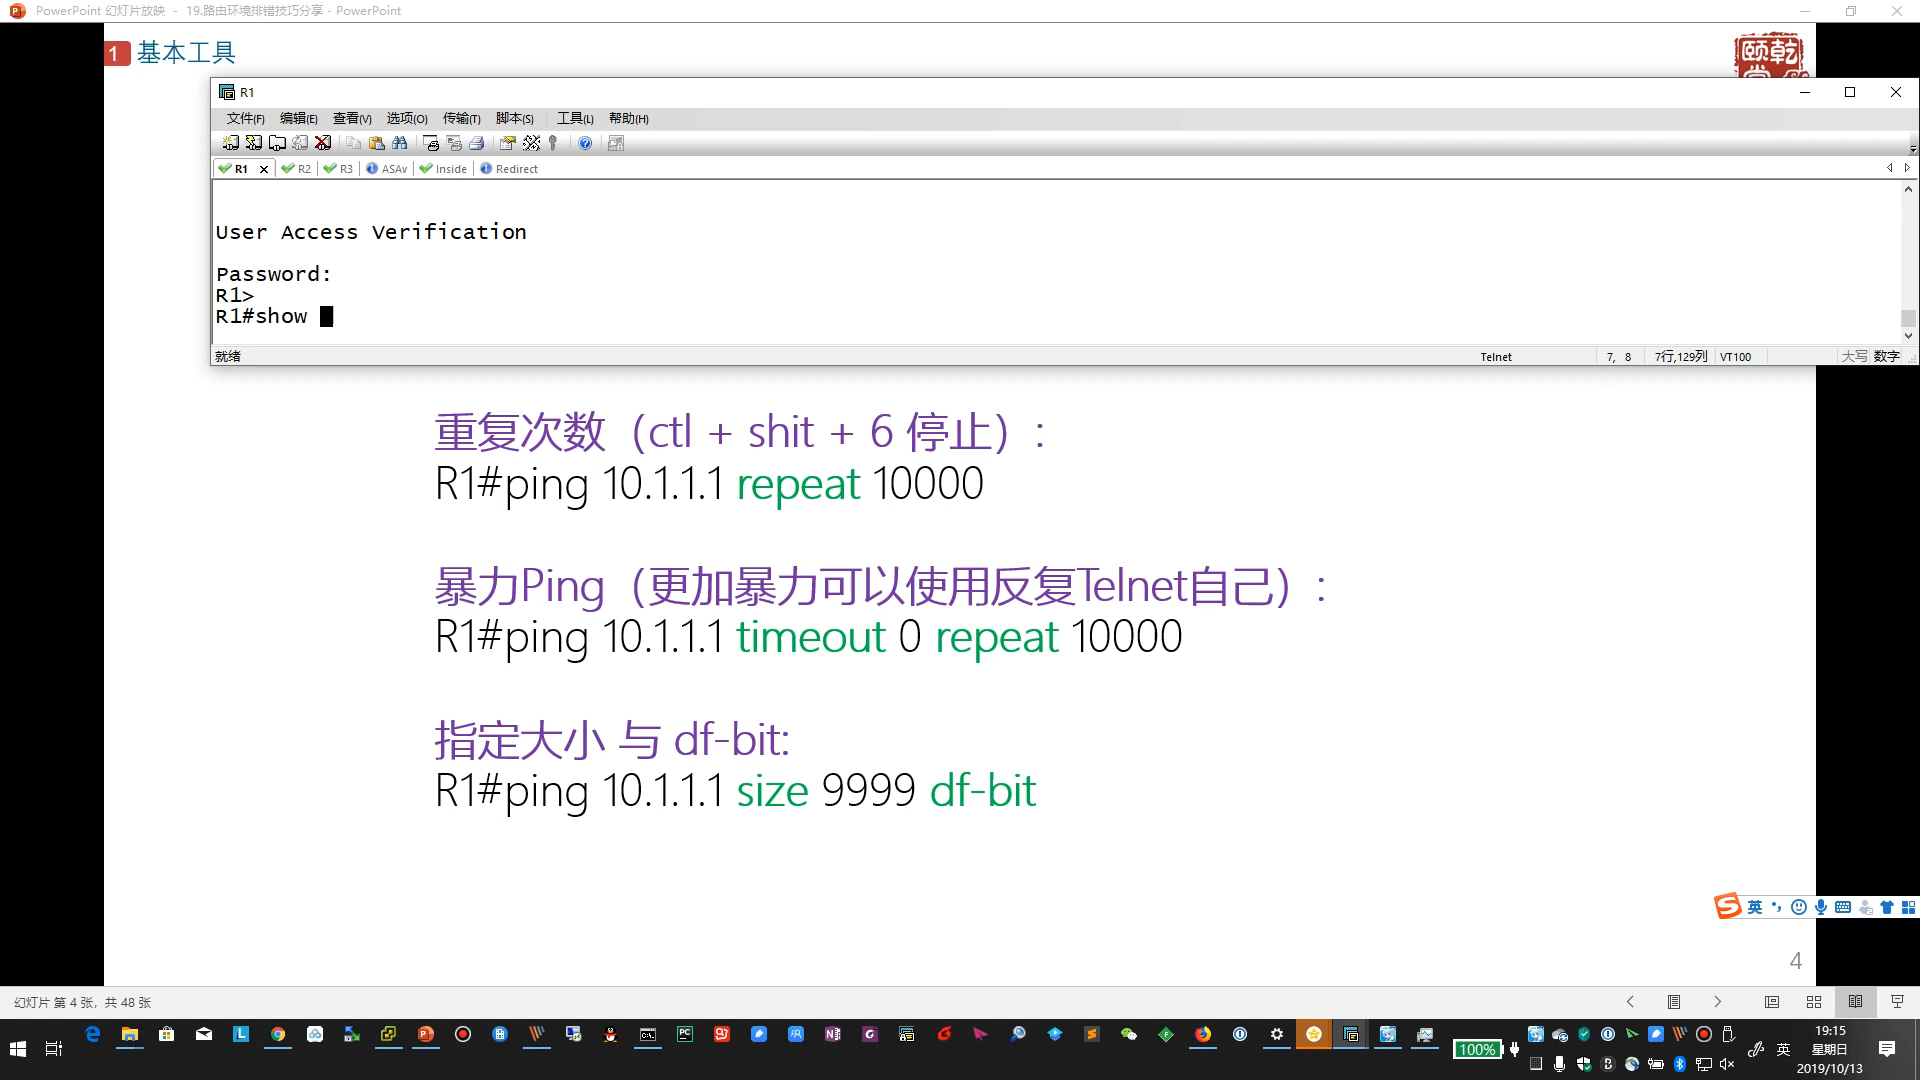 PowerPoint 幻灯片放映 - 19.路由环境排错技巧分享 - PowerPoint
1 基本工具
頤乾
R1
文件(F) 编辑(E) 查看(V) 选项(O) 传输(T) 脚本(S) 工具(L) 帮助(H)
R1 R2 R3 ASAv Inside Redirect
User Access Verification
Password:
R1>
R1#show
就绪 Telnet 7, 8 7行,129列 VT100 大写 数字
重复次数（ctl + shit + 6 停止）:
R1#ping 10.1.1.1 repeat 10000
暴力Ping（更加暴力可以使用反复Telnet自己）:
R1#ping 10.1.1.1 timeout 0 repeat 10000
指定大小 与 df-bit:
R1#ping 10.1.1.1 size 9999 df-bit
英
4
幻灯片 第 4 张，共 48 张
100%
英
19:15
星期日
2019/10/13